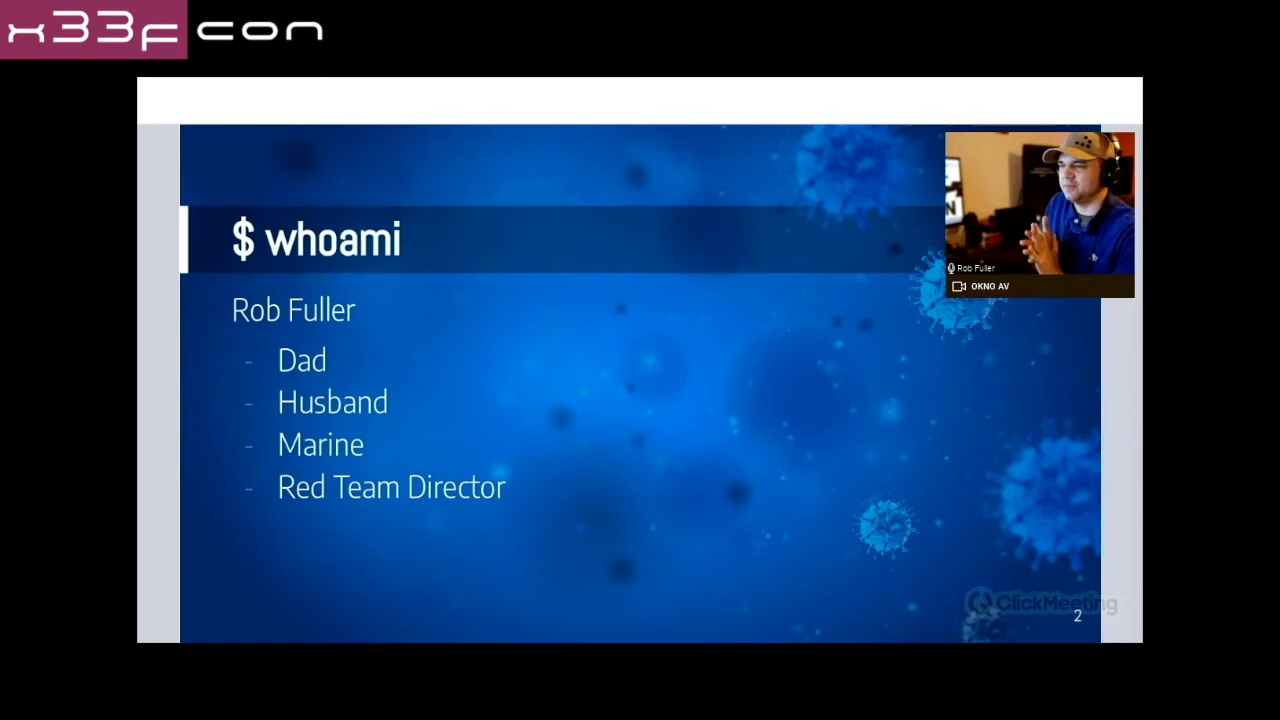 x33fcon
$ whoami
Rob Fuller
OKNO AV
Rob Fuller
- Dad
- Husband
- Marine
- Red Team Director
ClickMeeting
2